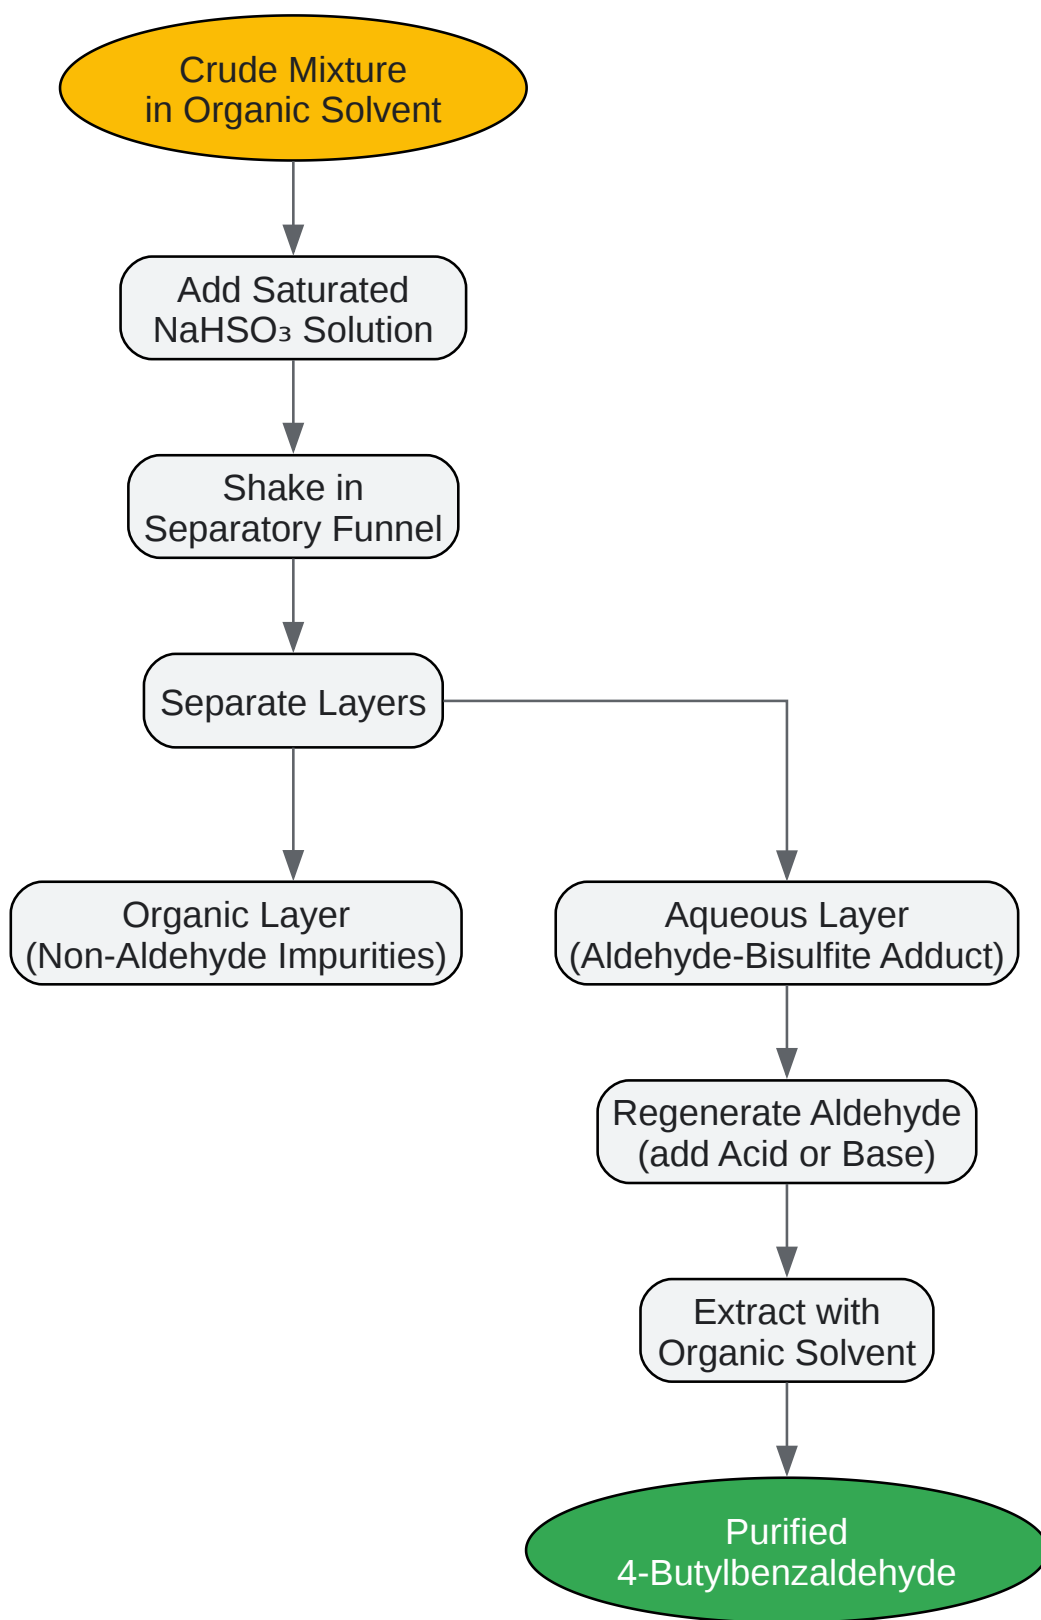 Crude Mixture
in Organic Solvent
Add Saturated
NaHSO₃ Solution
Shake in
Separatory Funnel
Separate Layers
Organic Layer
(Non-Aldehyde Impurities)
Aqueous Layer
(Aldehyde-Bisulfite Adduct)
Regenerate Aldehyde
(add Acid or Base)
Extract with
Organic Solvent
Purified
4-Butylbenzaldehyde